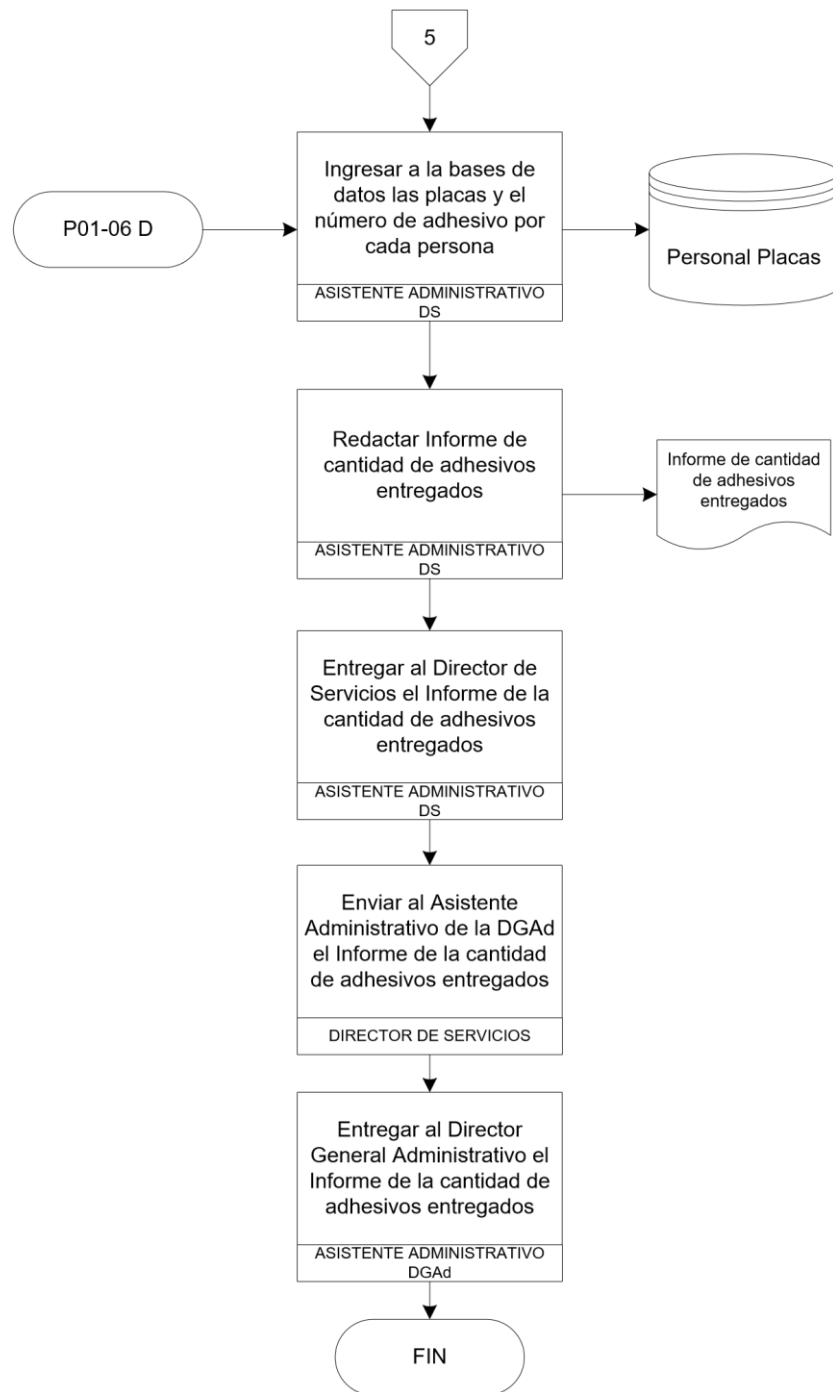 5
Ingresar a la bases de
datos las placas y el
número de adhesivo por
cada persona
ASISTENTE ADMINISTRATIVO
DS
P01-06 D
Personal Placas
Redactar Informe de
cantidad de adhesivos
entregados
ASISTENTE ADMINISTRATIVO
DS
Informe de cantidad
de adhesivos
entregados
Entregar al Director de
Servicios el Informe de la
cantidad de adhesivos
entregados
ASISTENTE ADMINISTRATIVO
DS
Enviar al Asistente
Administrativo de la DGAd
el Informe de la cantidad
de adhesivos entregados
DIRECTOR DE SERVICIOS
Entregar al Director
General Administrativo el
Informe de la cantidad de
adhesivos entregados
ASISTENTE ADMINISTRATIVO
DGAd
FIN